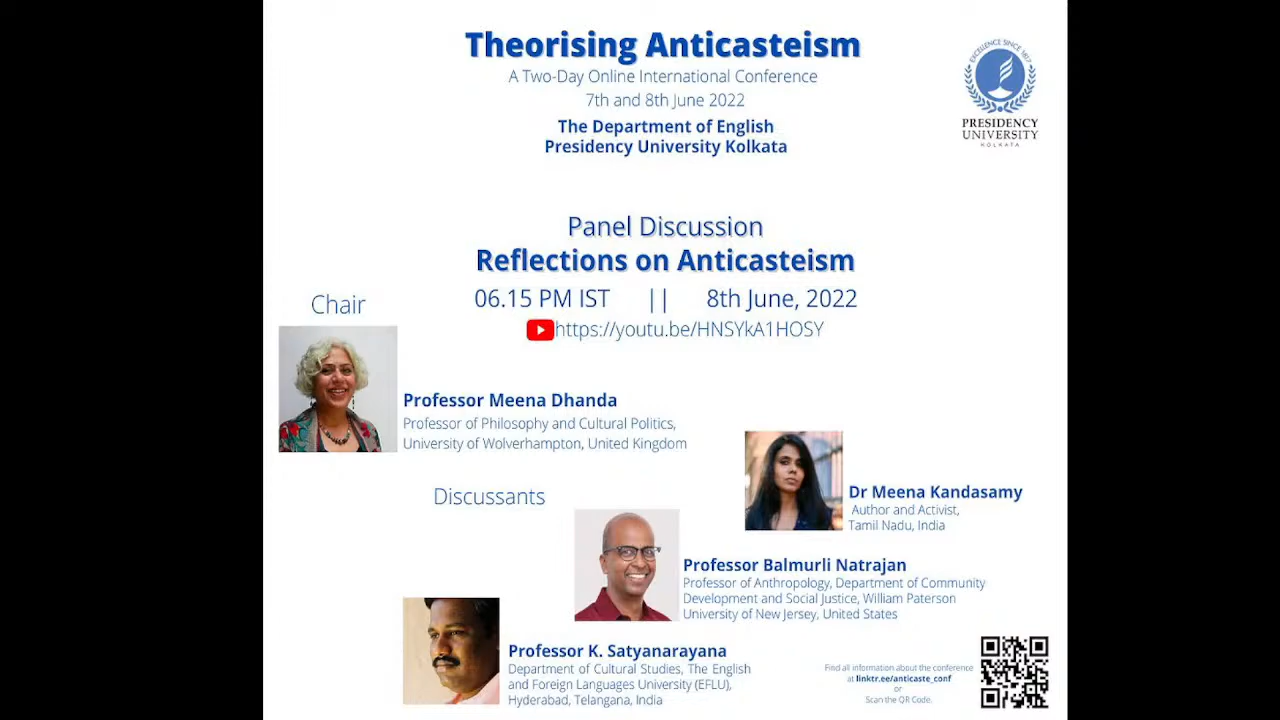 Theorising Anticasteism
A Two-Day Online International Conference
7th and 8th June 2022
The Department of English
Presidency University Kolkata
EXCELLENCE SINCE 1817
PRESIDENCY
UNIVERSITY
KOLKATA
Panel Discussion
Reflections on Anticasteism
06.15 PM IST || 8th June, 2022
https://youtu.be/HNSYkA1HOSY
Chair
Professor Meena Dhanda
Professor of Philosophy and Cultural Politics,
University of Wolverhampton, United Kingdom
Discussants
Dr Meena Kandasamy
Author and Activist,
Tamil Nadu, India
Professor Balmurli Natrajan
Professor of Anthropology, Department of Community
Development and Social Justice, William Paterson
University of New Jersey, United States
Professor K. Satyanarayana
Department of Cultural Studies, The English
and Foreign Languages University (EFLU),
Hyderabad, Telangana, India
Find all information about the conference
at linktr.ee/anticaste_conf
or
Scan the QR Code.